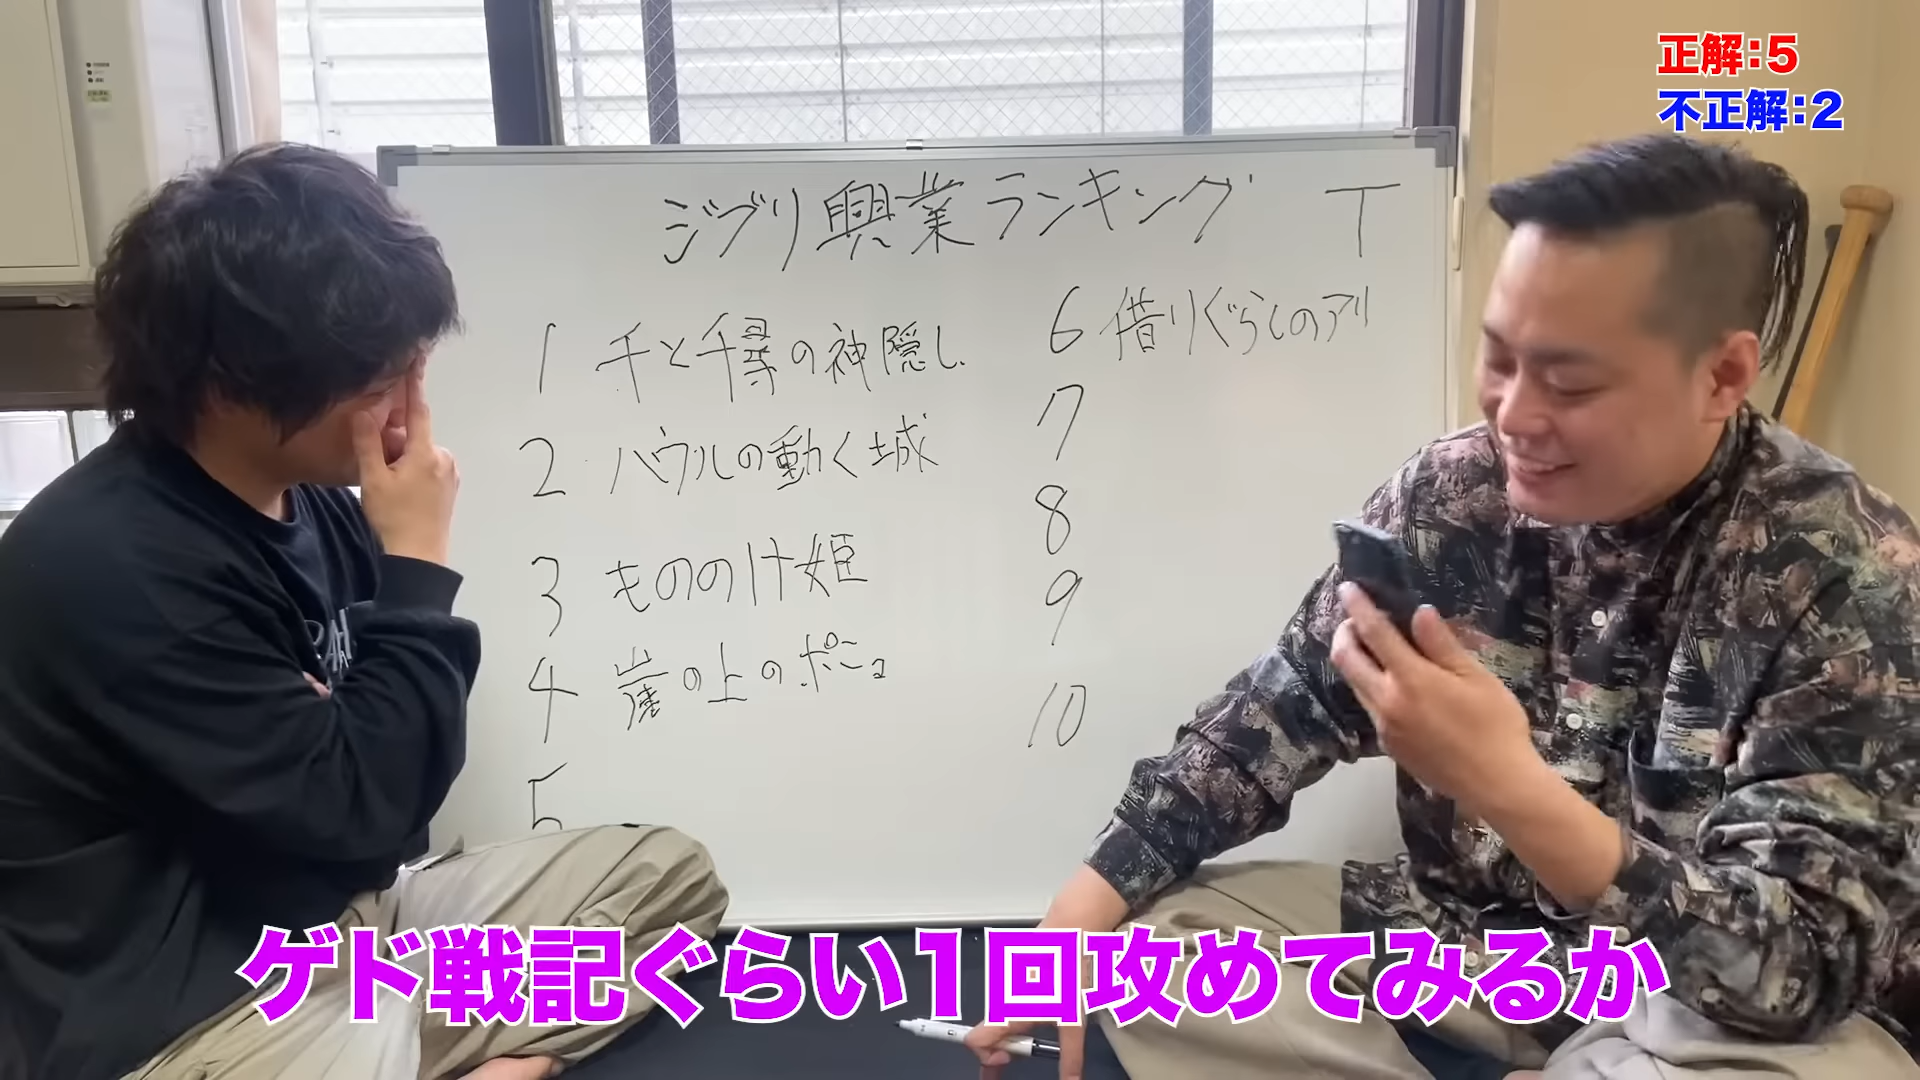 正解:5
不正解:2
ジブリ興業ランキング T
1 千と千尋の神隠し
2 ハウルの動く城
3 もののけ姫
4 崖の上のポニョ
5
6 借りぐらしのアリ
7
8
9
10
ゲド戦記ぐらい1回攻めてみるか